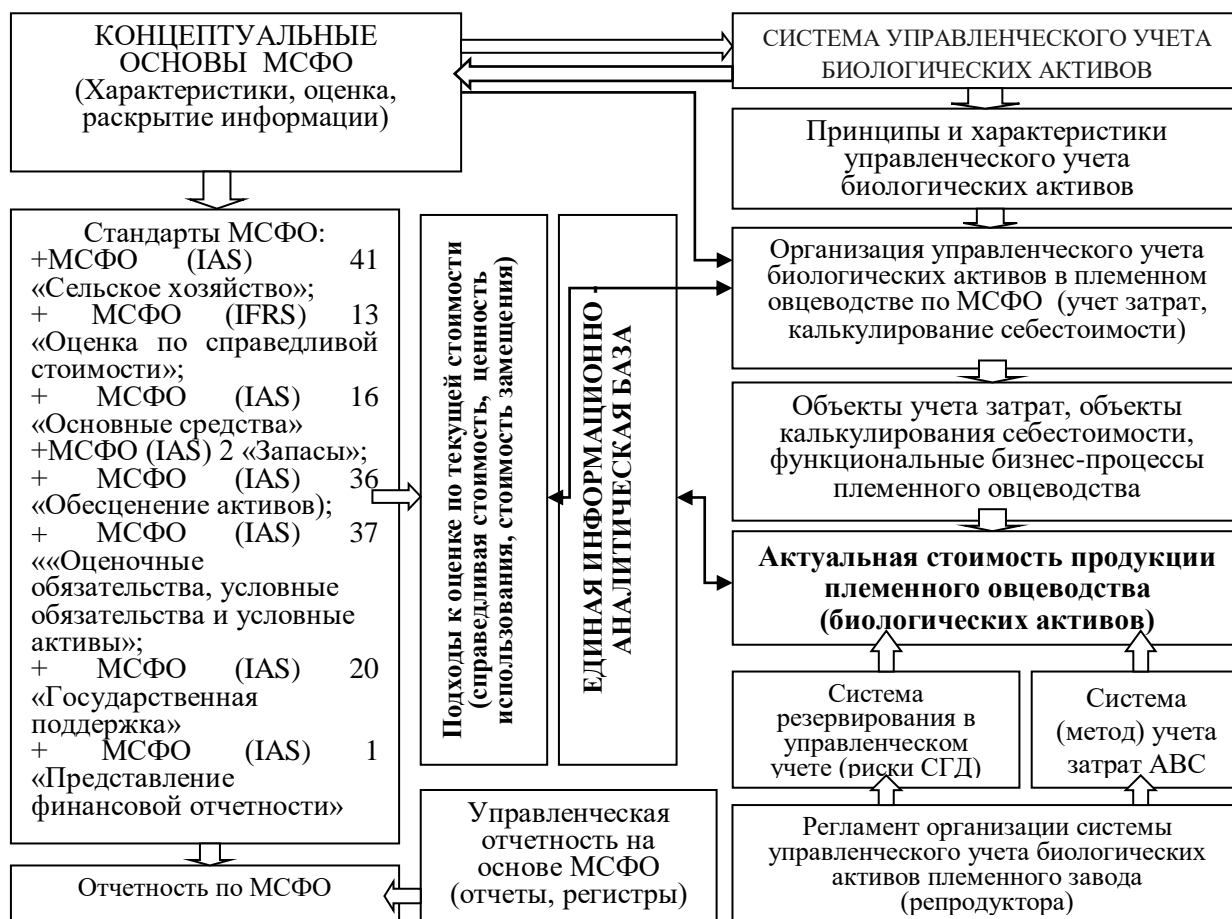 КОНЦЕПТУАЛЬНЫЕ
ОСНОВЫ МСФО
(Характеристики, оценка,
раскрытие информации)
СИСТЕМА УПРАВЛЕНЧЕСКОГО УЧЕТА
БИОЛОГИЧЕСКИХ АКТИВОВ
Принципы и характеристики
управленческого учета
биологических активов
Стандарты МСФО:
+МСФО (IAS) 41
«Сельское хозяйство»;
+ МСФО (IFRS) 13
«Оценка по справедливой
стоимости»;
+ МСФО (IAS) 16
«Основные средства»
+МСФО (IAS) 2 «Запасы»;
+ МСФО (IAS) 36
«Обесценение активов);
+ МСФО (IAS) 37
««Оценочные
обязательства, условные
обязательства и условные
активы»;
+ МСФО (IAS) 20
«Государственная
поддержка»
+ МСФО (IAS) 1
«Представление
финансовой отчетности»
Подходы к оценке по текущей стоимости
(справедливая стоимость, ценность
использования, стоимость замещения)
ЕДИНАЯ ИНФОРМАЦИОННО -
АНАЛИТИЧЕСКАЯ БАЗА
Организация управленческого учета
биологических активов в племенном
овцеводстве по МСФО (учет затрат,
калькулирование себестоимости)
Объекты учета затрат, объекты
калькулирования себестоимости,
функциональные бизнес-процессы
племенного овцеводства
Актуальная стоимость продукции
племенного овцеводства
(биологических активов)
Система
резервирования в
управленческом
учете (риски СГД)
Система
(метод) учета
затрат АВС
Управленческая
отчетность на
основе МСФО
(отчеты, регистры)
Регламент организации системы
управленческого учета биологических
активов племенного завода
(репродуктора)
Отчетность по МСФО